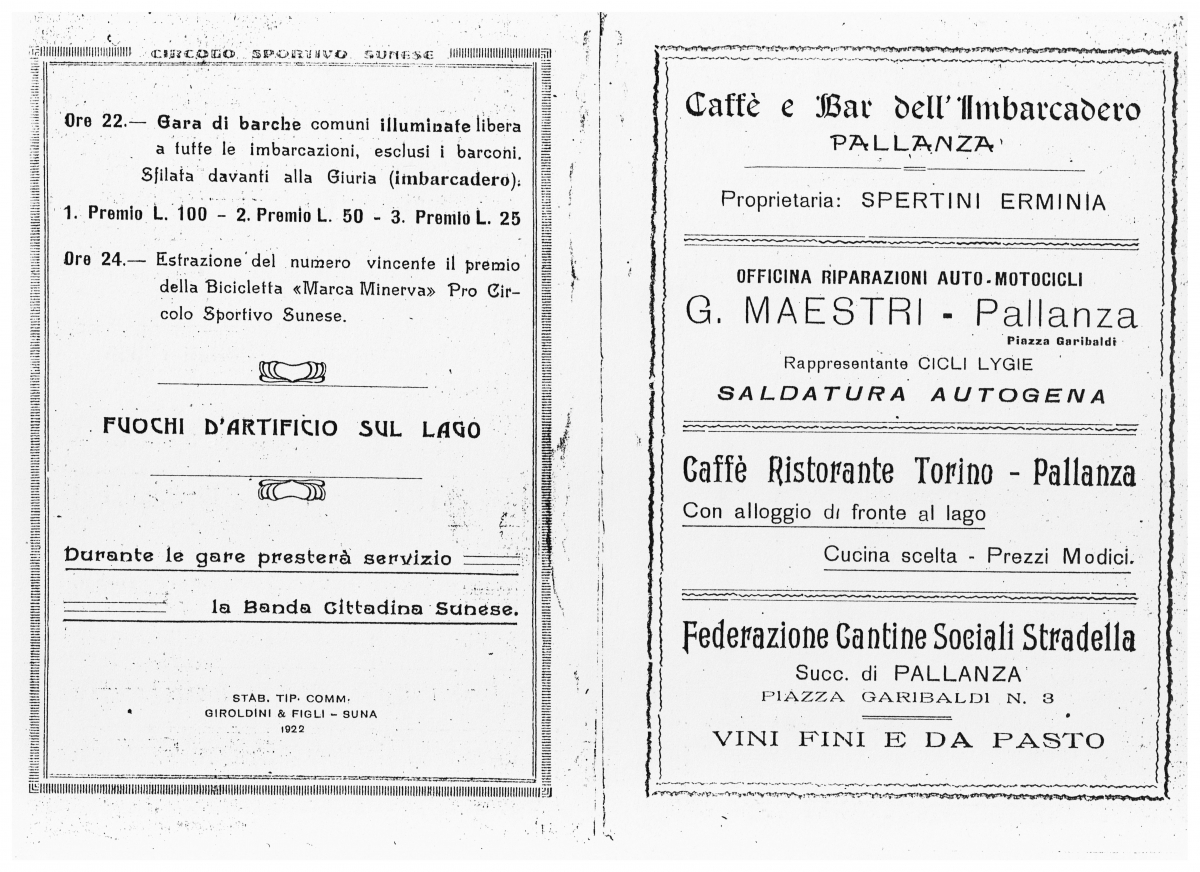 CIRCOLO SPORTIVO SUNESE
Ore 22.— Gara di barche comuni illuminate libera
a tutte le imbarcazioni, esclusi i barconi.
Sfilata davanti alla Giuria (imbarcadero).
1. Premio L. 100 - 2. Premio L. 50 - 3. Premio L. 25
Ore 24.— Estrazione del numero vincente il premio
della Bicicletta «Marca Minerva» Pro Cir-
colo Sportivo Sunese.
FUOCHI D'ARTIFICIO SUL LAGO
Durante le gare presterà servizio
la Banda Cittadina Sunese.
STAB. TIP. COMM.
GIROLDINI & FIGLI - SUNA
1922
Caffè e Bar dell'Imbarcadero
PALLANZA
Proprietaria: SPERTINI ERMINIA
OFFICINA RIPARAZIONI AUTO-MOTOCICLI
G. MAESTRI - Pallanza
Piazza Garibaldi
Rappresentante CICLI LYGIE
SALDATURA AUTOGENA
Caffè Ristorante Torino - Pallanza
Con alloggio di fronte al lago
Cucina scelta - Prezzi Modici.
Federazione Cantine Sociali Stradella
Succ. di PALLANZA
PIAZZA GARIBALDI N. 3
VINI FINI E DA PASTO